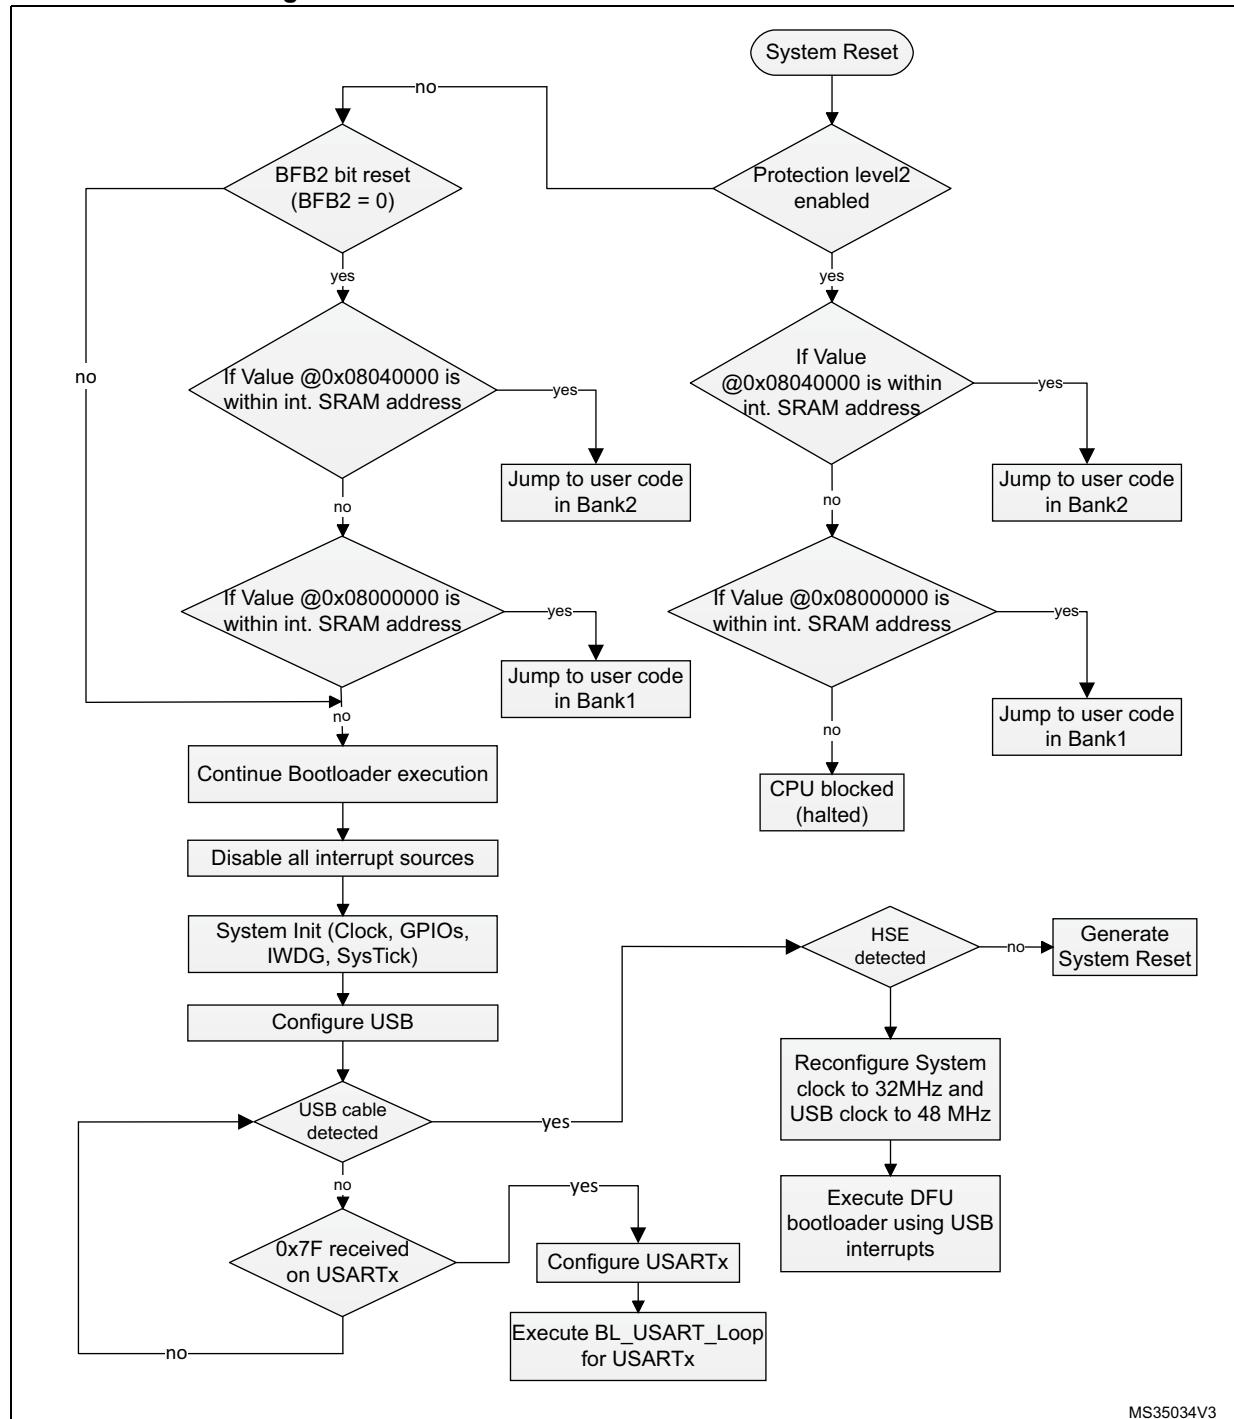 System Reset
no
BFB2 bit reset
(BFB2 = 0)
Protection level2
enabled
yes
yes
no
If Value @0x08040000 is
within int. SRAM address
yes
If Value
@0x08040000 is within
int. SRAM address
yes
Jump to user code
in Bank2
Jump to user code
in Bank2
no
no
If Value @0x08000000 is
within int. SRAM address
yes
If Value @0x08000000 is
within int. SRAM address
yes
Jump to user code
in Bank1
Jump to user code
in Bank1
no
no
Continue Bootloader execution
CPU blocked
(halted)
Disable all interrupt sources
System Init (Clock, GPIOs,
IWDG, SysTick)
HSE
detected
no
Generate
System Reset
Configure USB
Reconfigure System
clock to 32MHz and
USB clock to 48 MHz
USB cable
detected
yes
no
yes
Execute DFU
bootloader using USB
interrupts
0x7F received
on USARTx
Configure USARTx
Execute BL_USART_Loop
for USARTx
no
MS35034V3